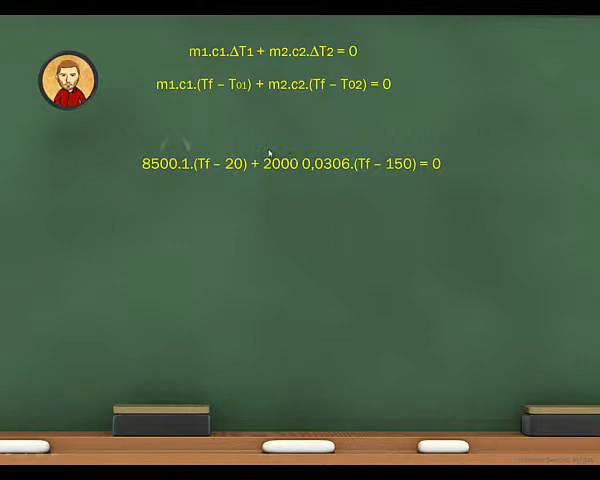 m1.c1.ΔT1 + m2.c2.ΔT2 = 0
m1.c1.(Tf – T01) + m2.c2.(Tf – T02) = 0
8500.1.(Tf – 20) + 2000 0,0306.(Tf – 150) = 0